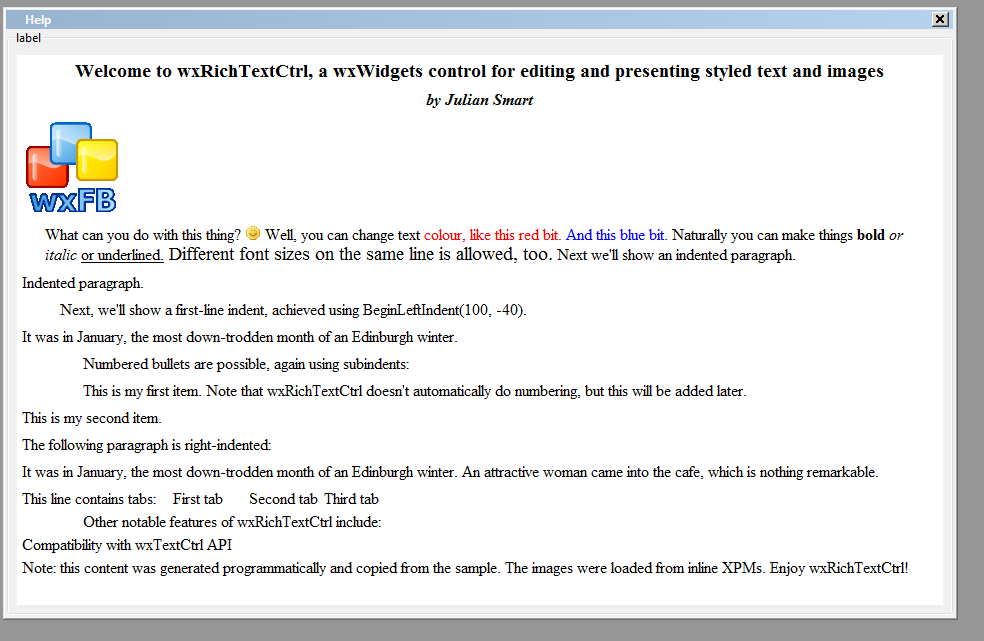 Help
label
Welcome to wxRichTextCtrl, a wxWidgets control for editing and presenting styled text and images
by Julian Smart
wxFB
What can you do with this thing? Well, you can change text colour, like this red bit. And this blue bit. Naturally you can make things bold or
italic or underlined. Different font sizes on the same line is allowed, too. Next we'll show an indented paragraph.
Indented paragraph.
Next, we'll show a first-line indent, achieved using BeginLeftIndent(100, -40).
It was in January, the most down-trodden month of an Edinburgh winter.
Numbered bullets are possible, again using subindents:
This is my first item. Note that wxRichTextCtrl doesn't automatically do numbering, but this will be added later.
This is my second item.
The following paragraph is right-indented:
It was in January, the most down-trodden month of an Edinburgh winter. An attractive woman came into the cafe, which is nothing remarkable.
This line contains tabs: First tab Second tab Third tab
Other notable features of wxRichTextCtrl include:
Compatibility with wxTextCtrl API
Note: this content was generated programmatically and copied from the sample. The images were loaded from inline XPMs. Enjoy wxRichTextCtrl!